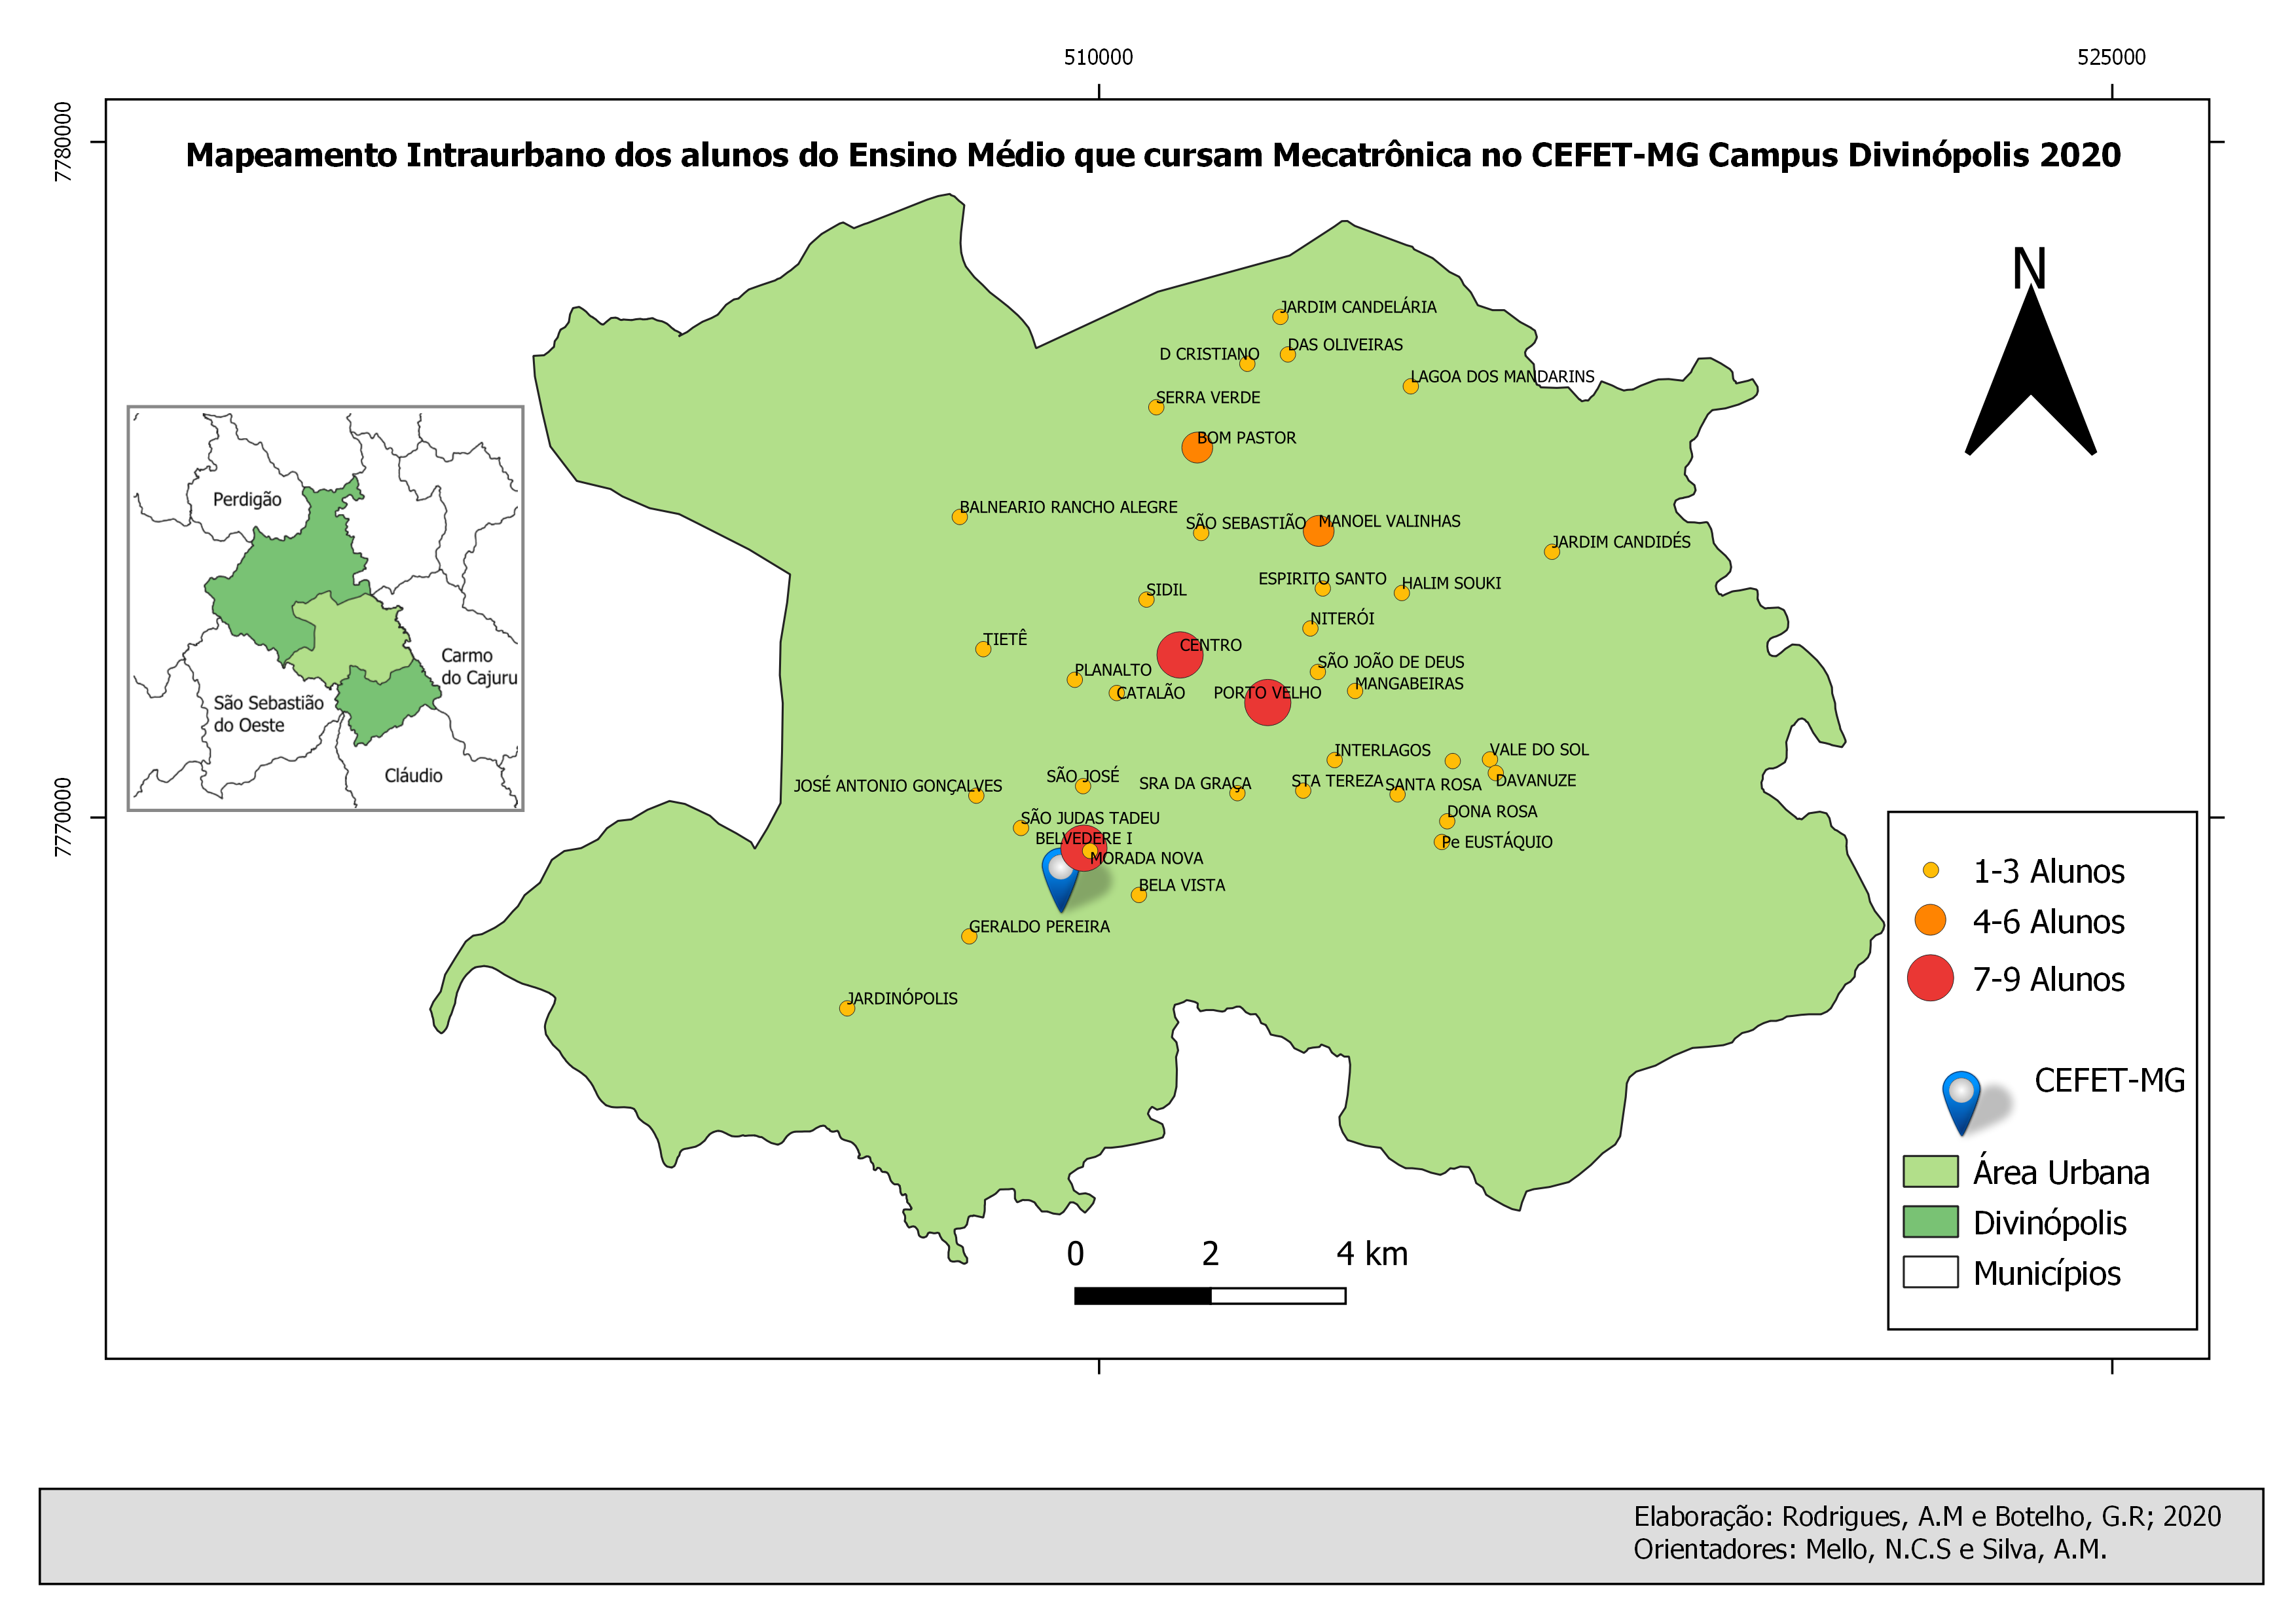 510000
525000
7780000
7770000
Mapeamento Intraurbano dos alunos do Ensino Médio que cursam Mecatrônica no CEFET-MG Campus Divinópolis 2020
N
JARDIM CANDELÁRIA
DAS OLIVEIRAS
D CRISTIANO
LAGOA DOS MANDARINS
SERRA VERDE
BOM PASTOR
BALNEARIO RANCHO ALEGRE
SÃO SEBASTIÃO
MANOEL VALINHAS
JARDIM CANDIDÉS
ESPIRITO SANTO
HALIM SOUKI
SIDIL
NITERÓI
TIETÊ
CENTRO
SÃO JOÃO DE DEUS
PLANALTO
MANGABEIRAS
CATALÃO
PORTO VELHO
INTERLAGOS
VALE DO SOL
SÃO JOSÉ
JOSÉ ANTONIO GONÇALVES
SRA DA GRAÇA
STA TEREZA
SANTA ROSA
DAVANUZE
DONA ROSA
SÃO JUDAS TADEU
BELVEDERE I
Pe EUSTÁQUIO
MORADA NOVA
BELA VISTA
GERALDO PEREIRA
JARDINÓPOLIS
Perdigão
Carmo
do Cajuru
São Sebastião
do Oeste
Cláudio
1-3 Alunos
4-6 Alunos
7-9 Alunos
CEFET-MG
Área Urbana
Divinópolis
Municípios
0 2 4 km
Elaboração: Rodrigues, A.M e Botelho, G.R; 2020
Orientadores: Mello, N.C.S e Silva, A.M.